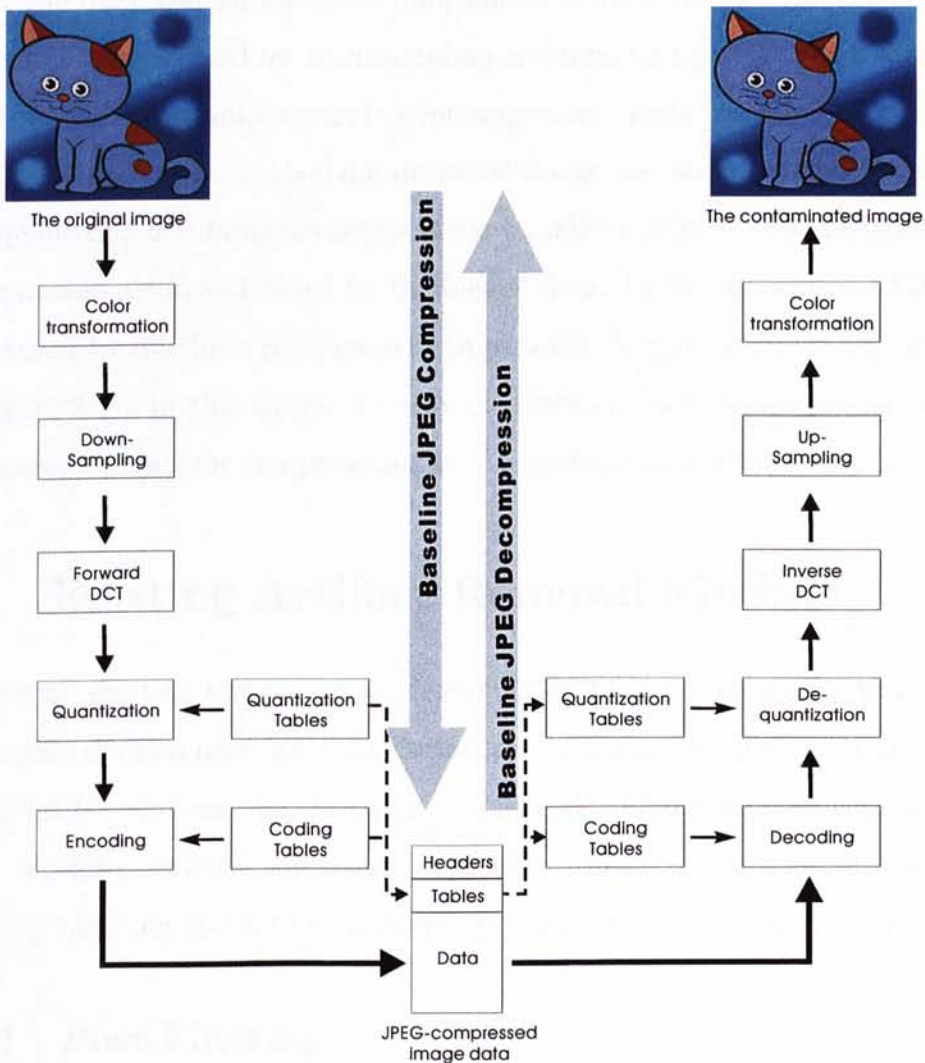 The original image
Color
transformation
Down-
Sampling
Forward
DCT
Quantization
Quantization
Tables
Encoding
Coding
Tables
Baseline JPEG Compression
Baseline JPEG Decompression
Headers
Tables
Data
JPEG-compressed
image data
The contaminated image
Color
transformation
Up-
Sampling
Inverse
DCT
De-
quantization
Quantization
Tables
Decoding
Coding
Tables